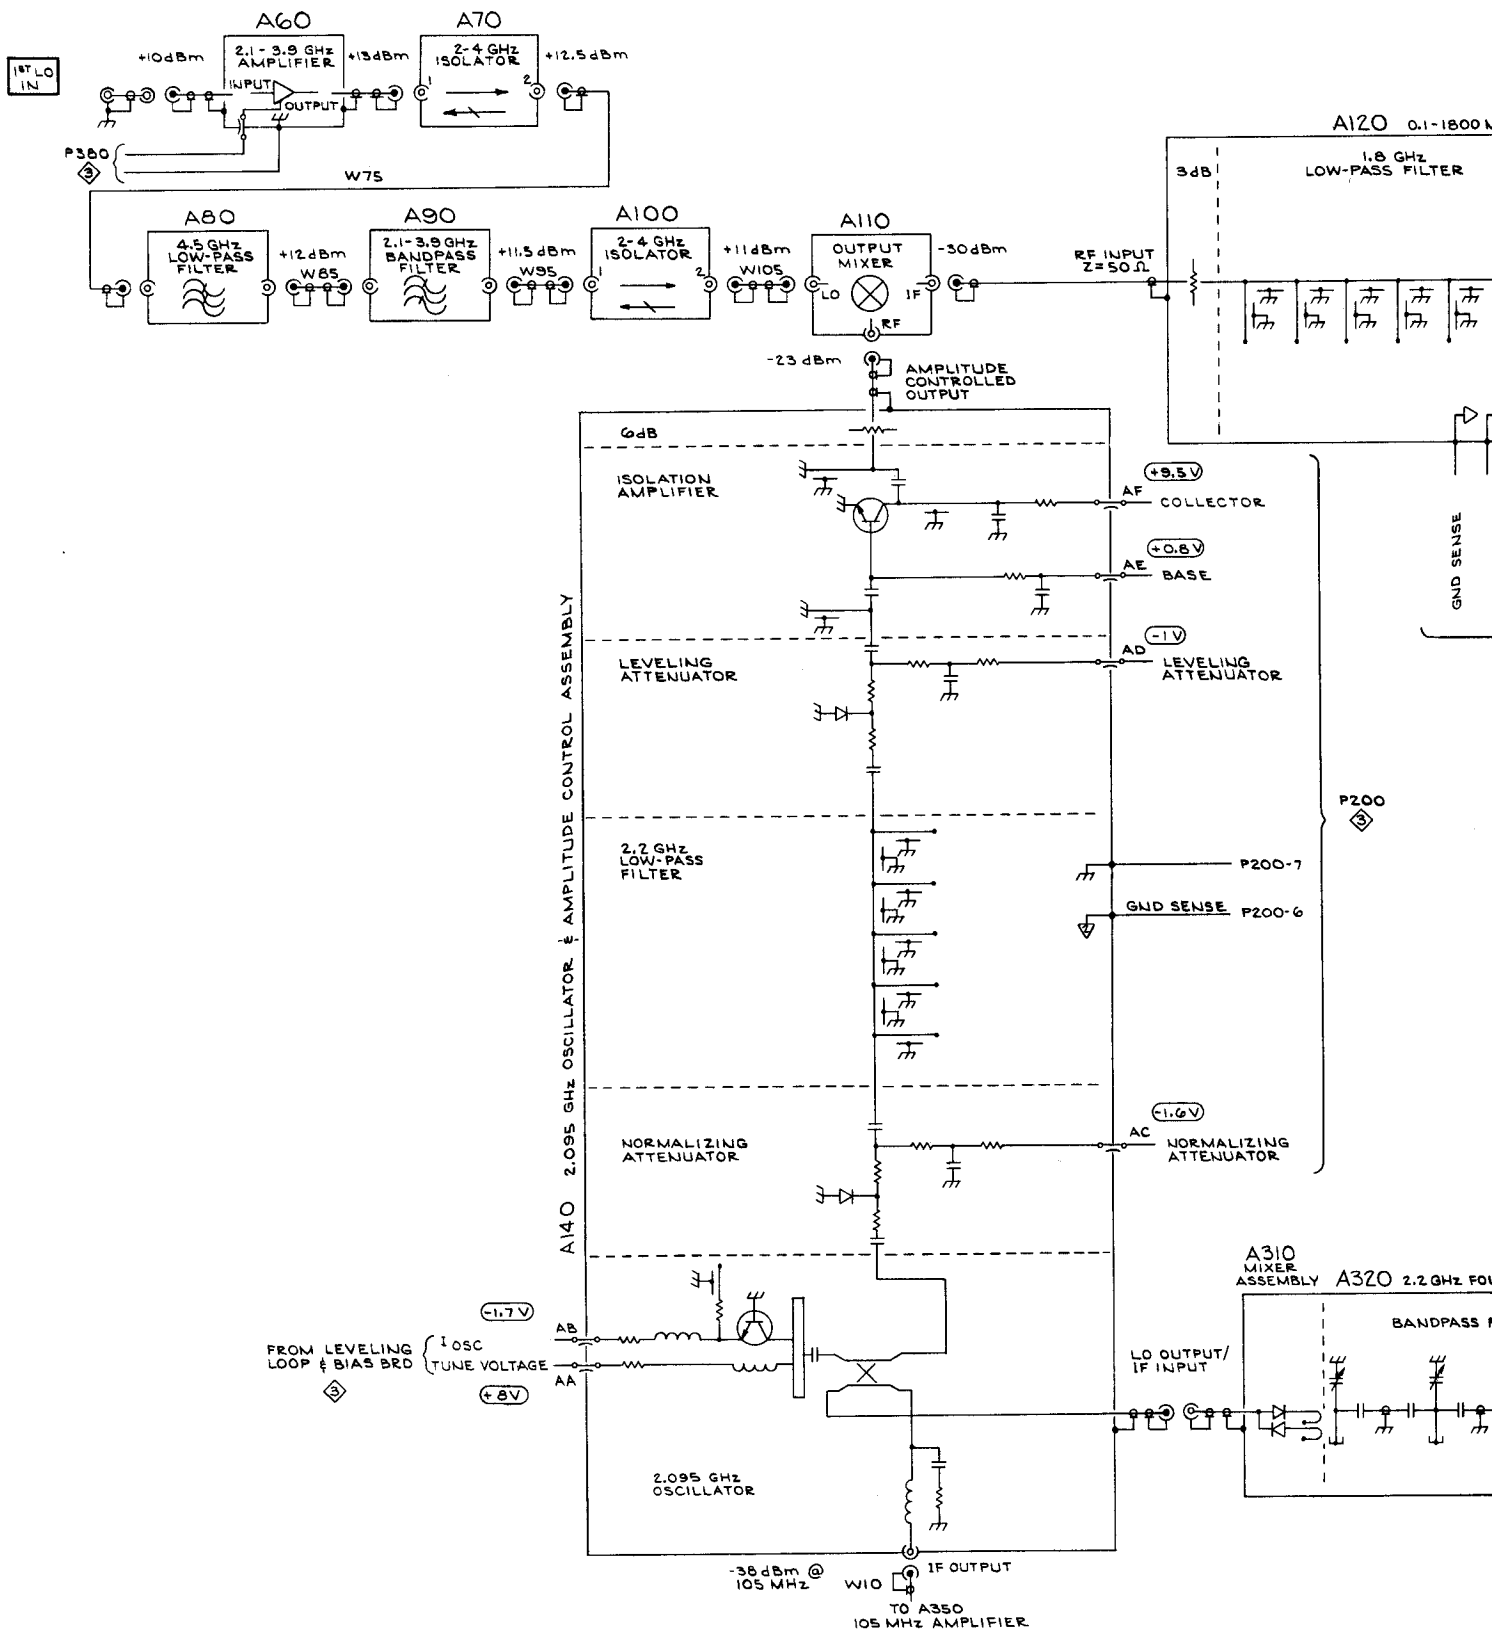 A60
A70
1ST LO
IN
+10dBm
2.1-3.9 GHz
AMPLIFIER
INPUT
OUTPUT
+13dBm
2-4 GHz
ISOLATOR
1
2
+12.5dBm
P380
3
W75
A80
4.5 GHz
LOW-PASS
FILTER
+12dBm
W85
A90
2.1-3.9 GHz
BANDPASS
FILTER
+11.5dBm
W95
A100
2-4 GHz
ISOLATOR
1
2
+11dBm
W105
A110
OUTPUT
MIXER
LO
IF
RF
-30dBm
RF INPUT
Z=50Ω
A120 0.1-1800 M
3dB
1.8 GHz
LOW-PASS FILTER
GND SENSE
-23 dBm
AMPLITUDE
CONTROLLED
OUTPUT
A140 2.095 GHz OSCILLATOR & AMPLITUDE CONTROL ASSEMBLY
6dB
ISOLATION
AMPLIFIER
+9.5V
AF
COLLECTOR
+0.8V
AE
BASE
-1V
LEVELING
ATTENUATOR
AD
LEVELING
ATTENUATOR
P200
3
2.2 GHz
LOW-PASS
FILTER
P200-7
GND SENSE P200-6
-1.6V
NORMALIZING
ATTENUATOR
AC
NORMALIZING
ATTENUATOR
-1.7V
AB
FROM LEVELING
LOOP & BIAS BRD
3
I OSC
TUNE VOLTAGE
AA
+8V
2.095 GHz
OSCILLATOR
LO OUTPUT/
IF INPUT
A310
MIXER
ASSEMBLY
A320 2.2 GHz FOU
BANDPASS F
-38dBm @
105 MHz
W10
IF OUTPUT
TO A350
105 MHz AMPLIFIER